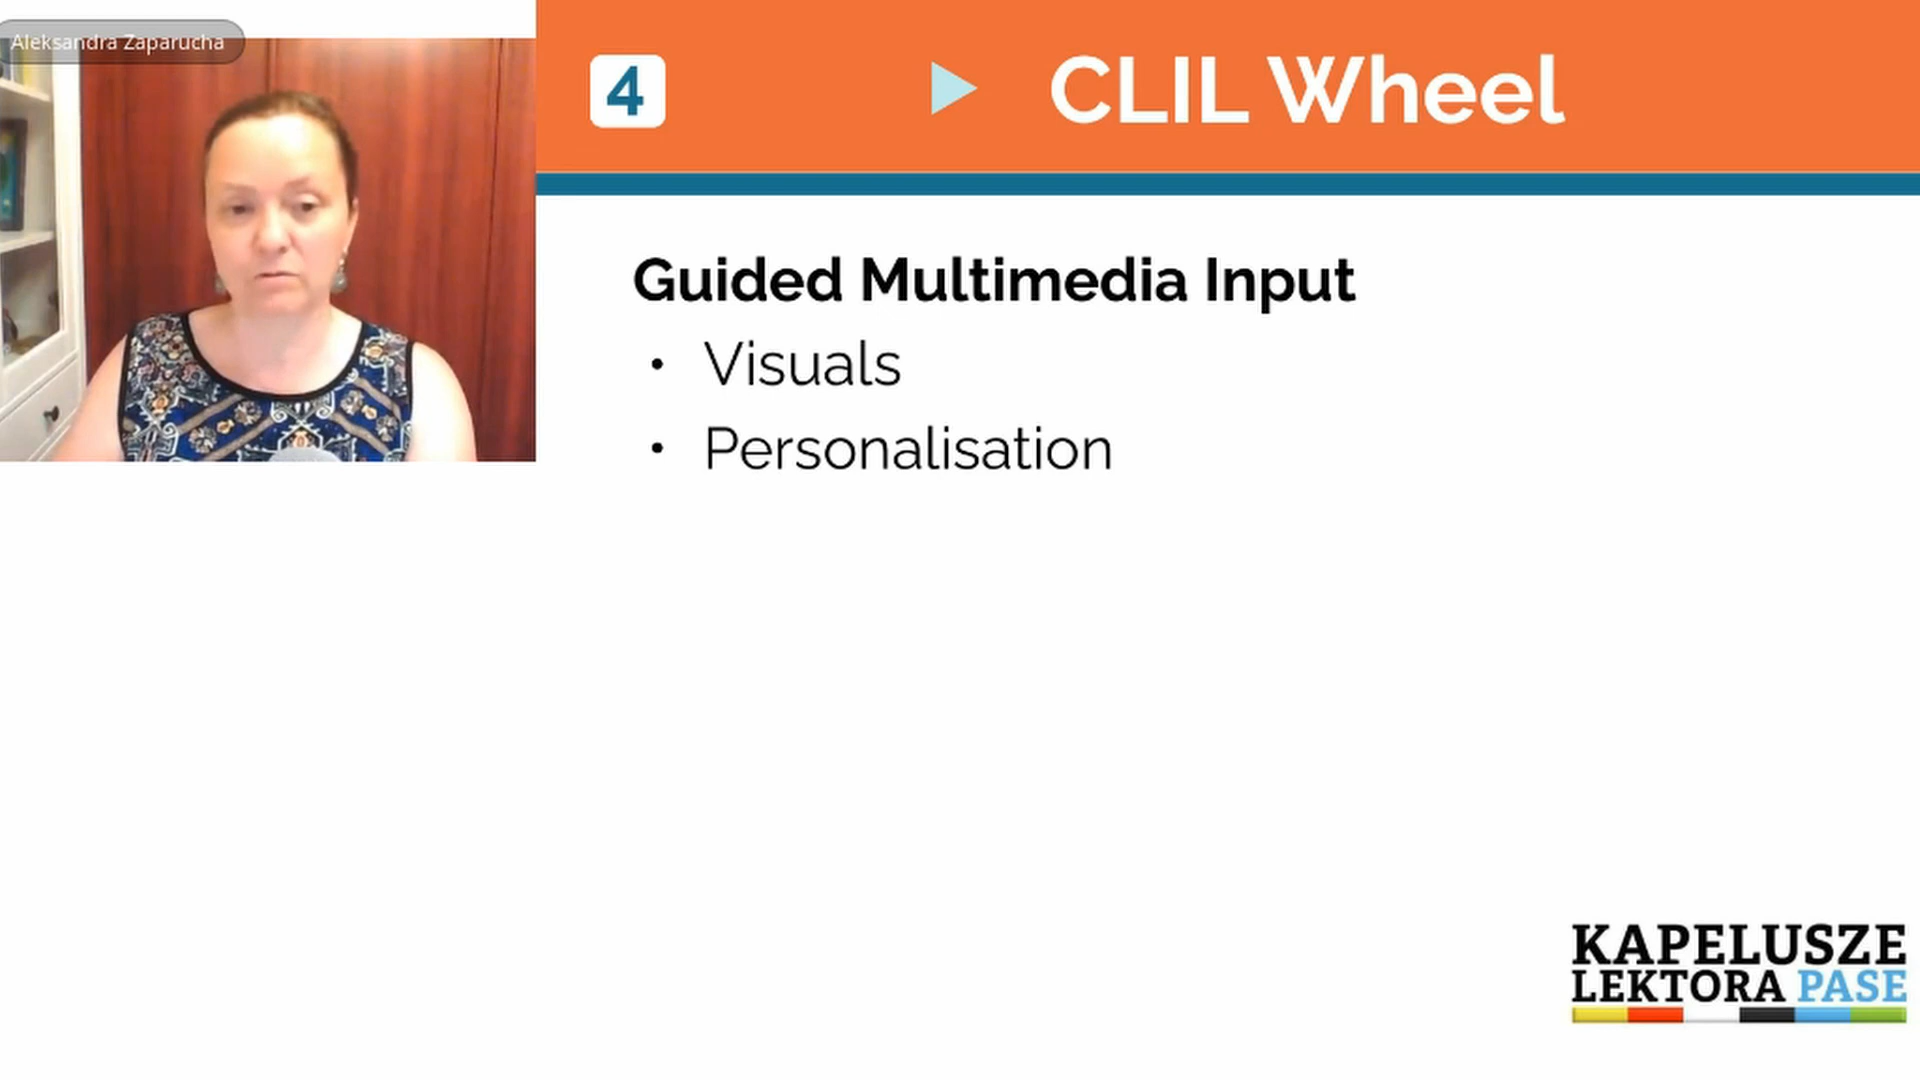 Aleksandra Zaparucha
4
CLIL Wheel
Guided Multimedia Input
• Visuals
• Personalisation
KAPELUSZE
LEKTORA PASE